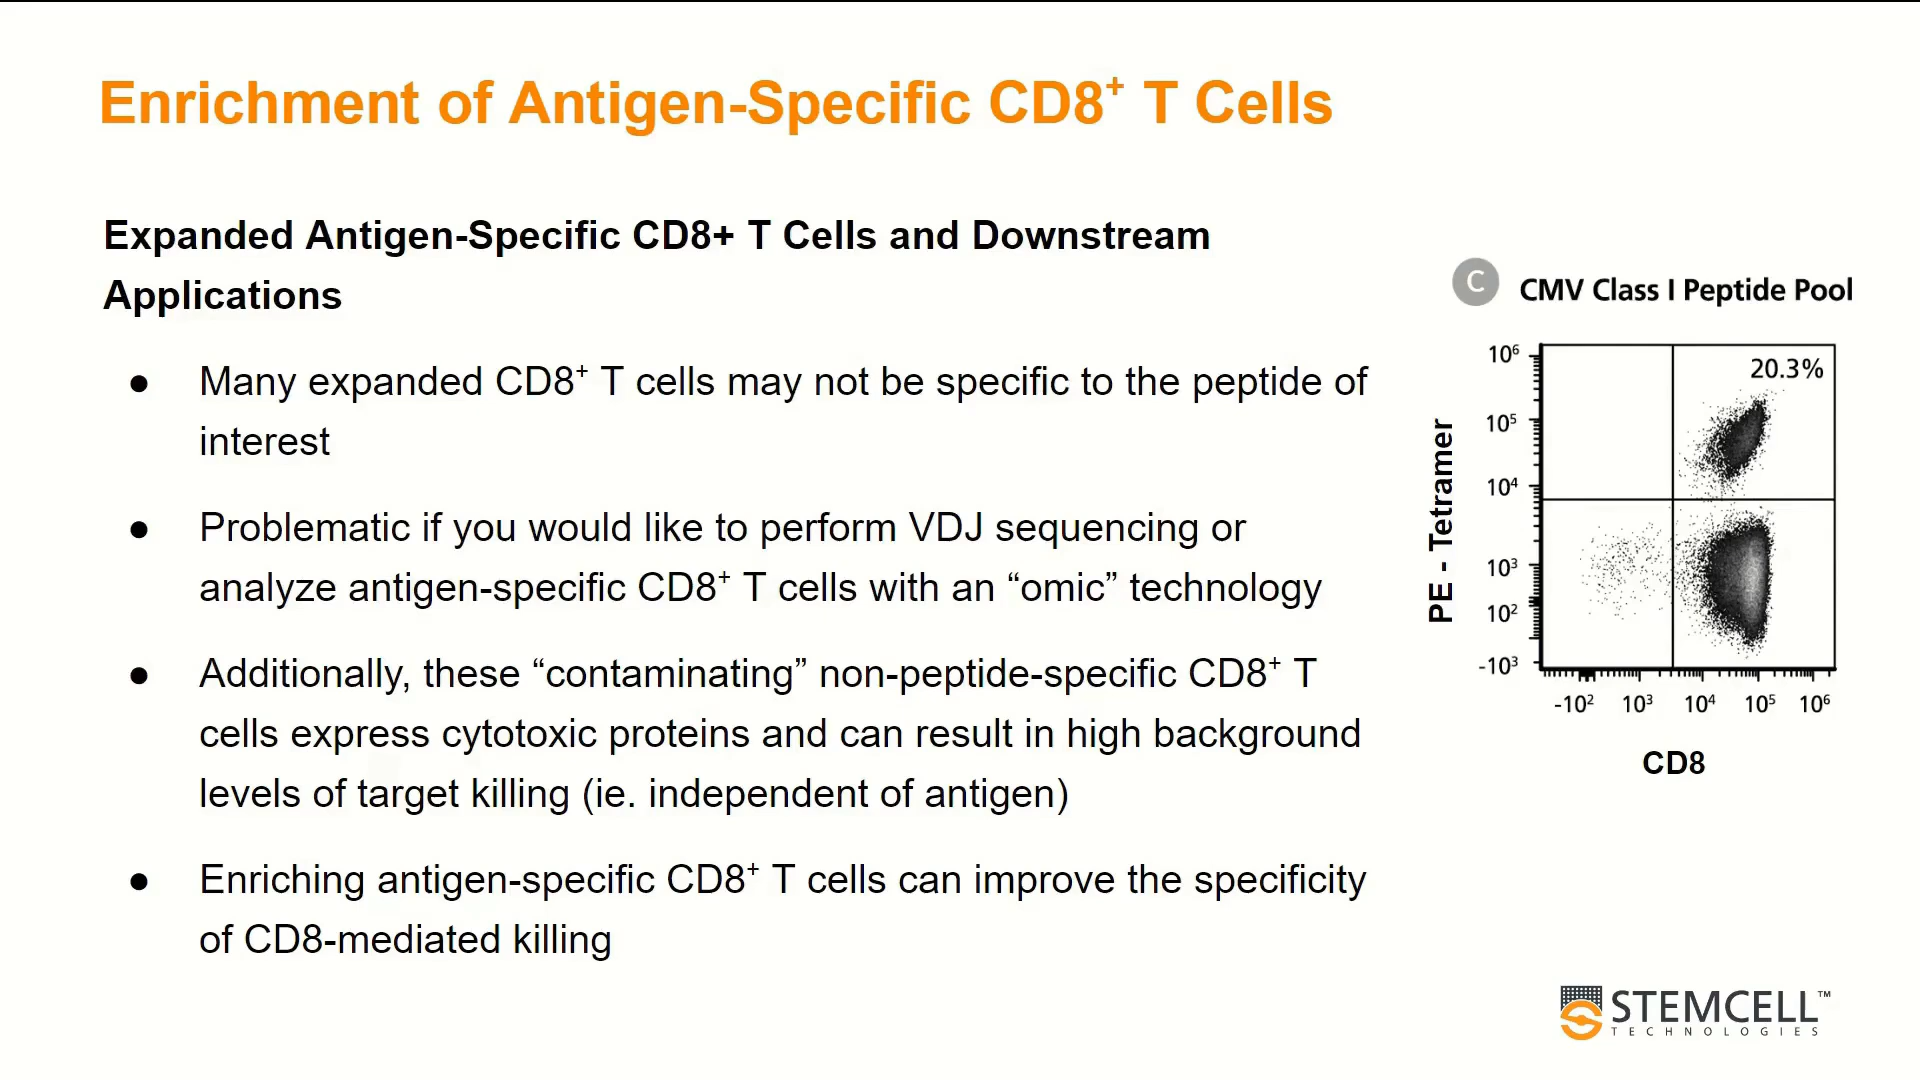 Enrichment of Antigen-Specific CD8⁺ T Cells
Expanded Antigen-Specific CD8+ T Cells and Downstream
Applications
● Many expanded CD8⁺ T cells may not be specific to the peptide of
interest
● Problematic if you would like to perform VDJ sequencing or
analyze antigen-specific CD8⁺ T cells with an “omic” technology
● Additionally, these “contaminating” non-peptide-specific CD8⁺ T
cells express cytotoxic proteins and can result in high background
levels of target killing (ie. independent of antigen)
● Enriching antigen-specific CD8⁺ T cells can improve the specificity
of CD8-mediated killing
C CMV Class I Peptide Pool
20.3%
10⁶
10⁵
10⁴
10³
10²
-10³
PE - Tetramer
-10² 10³ 10⁴ 10⁵ 10⁶
CD8
STEMCELL™
TECHNOLOGIES